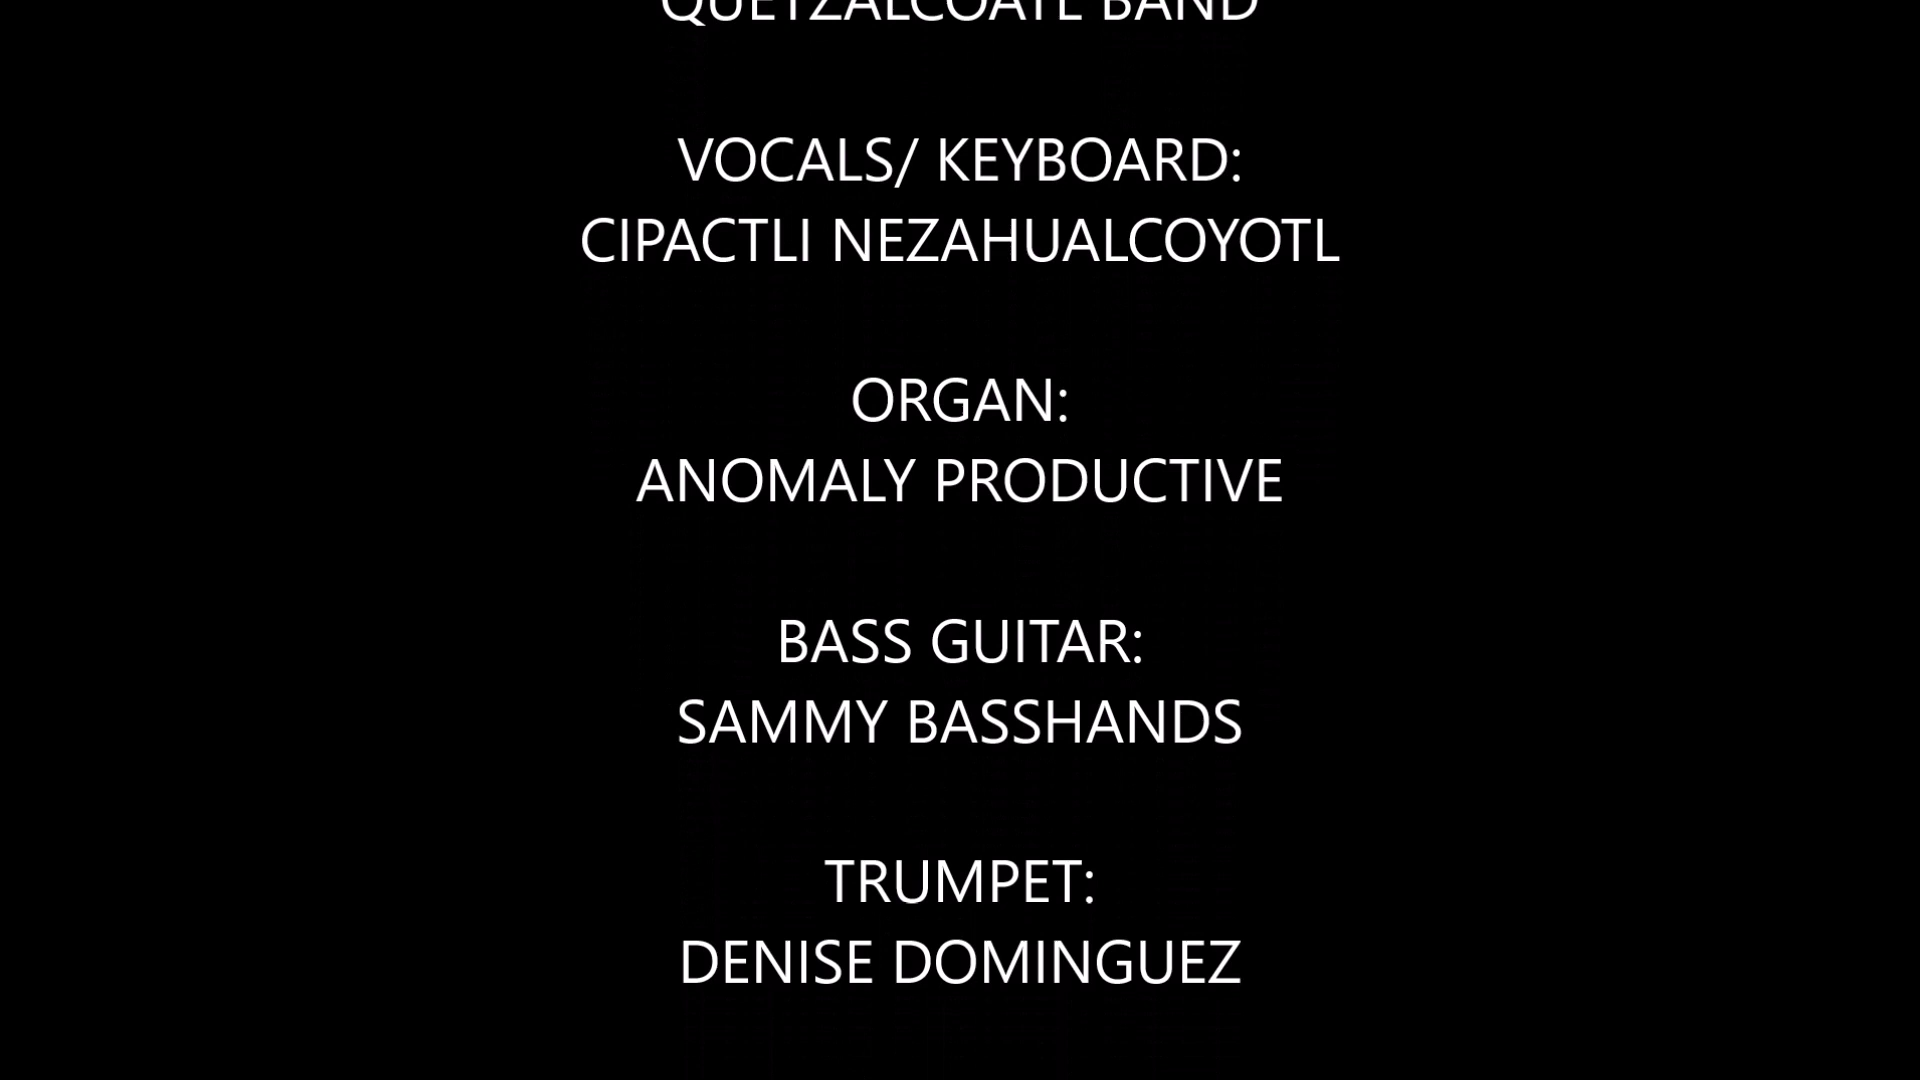 QUETZALCOATL BAND
VOCALS/ KEYBOARD:
CIPACTLI NEZAHUALCOYOTL
ORGAN:
ANOMALY PRODUCTIVE
BASS GUITAR:
SAMMY BASSHANDS
TRUMPET:
DENISE DOMINGUEZ